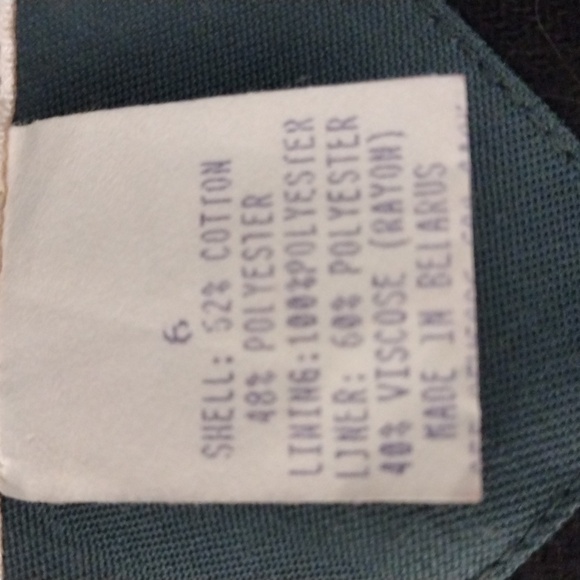 6
SHELL: 52% COTTON
48% POLYESTER
LINING:100%POLYESTER
LINER: 60% POLYESTER
40% VISCOSE (RAYON)
MADE IN BELARUS